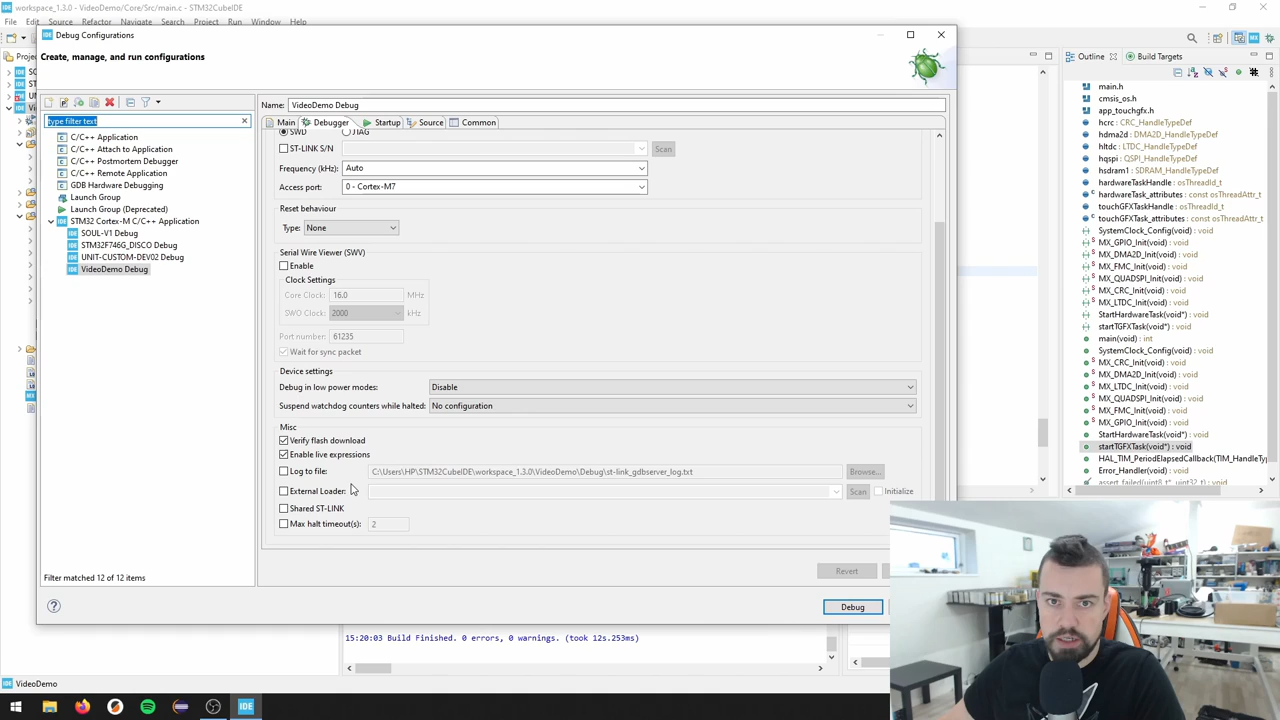 workspace_1.3.0 - VideoDemo/Core/Src/main.c - STM32CubeIDE
File Edit Source Refactor Navigate Search Project Run Window Help
Debug Configurations
Create, manage, and run configurations
type filter text
C/C++ Application
C/C++ Attach to Application
C/C++ Postmortem Debugger
C/C++ Remote Application
GDB Hardware Debugging
Launch Group
Launch Group (Deprecated)
STM32 Cortex-M C/C++ Application
SOUL-V1 Debug
STM32F746G_DISCO Debug
UNIT-CUSTOM-DEV02 Debug
VideoDemo Debug
Filter matched 12 of 12 items
Name: VideoDemo Debug
Main Debugger Startup Source Common
SWD JTAG
ST-LINK S/N Scan
Frequency (kHz): Auto
Access port: 0 - Cortex-M7
Reset behaviour
Type: None
Serial Wire Viewer (SWV)
Enable
Clock Settings
Core Clock: 16.0 MHz
SWO Clock: 2000 kHz
Port number: 61235
Wait for sync packet
Device settings
Debug in low power modes: Disable
Suspend watchdog counters while halted: No configuration
Misc
Verify flash download
Enable live expressions
Log to file: C:\Users\HP\STM32CubeIDE\workspace_1.3.0\VideoDemo\Debug\st-link_gdbserver_log.txt Browse...
External Loader: Scan Initialize
Shared ST-LINK
Max halt timeout(s): 2
Revert
Debug
Outline Build Targets
main.h
cmsis_os.h
app_touchgfx.h
hcrc : CRC_HandleTypeDef
hdma2d : DMA2D_HandleTypeDef
hltdc : LTDC_HandleTypeDef
hqspi : QSPI_HandleTypeDef
hsdram1 : SDRAM_HandleTypeDef
hardwareTaskHandle : osThreadId_t
hardwareTask_attributes : const osThreadAttr_t
touchGFXTaskHandle : osThreadId_t
touchGFXTask_attributes : const osThreadAttr_t
SystemClock_Config(void) : void
MX_GPIO_Init(void) : void
MX_DMA2D_Init(void) : void
MX_FMC_Init(void) : void
MX_QUADSPI_Init(void) : void
MX_CRC_Init(void) : void
MX_LTDC_Init(void) : void
StartHardwareTask(void*) : void
startTGFXTask(void*) : void
main(void) : int
SystemClock_Config(void) : void
MX_CRC_Init(void) : void
MX_DMA2D_Init(void) : void
MX_LTDC_Init(void) : void
MX_QUADSPI_Init(void) : void
MX_FMC_Init(void) : void
MX_GPIO_Init(void) : void
StartHardwareTask(void*) : void
startTGFXTask(void*) : void
HAL_TIM_PeriodElapsedCallback(TIM_HandleTy
Error_Handler(void) : void
assert_failed(uint8_t*, uint32_t) : void
15:20:03 Build Finished. 0 errors, 0 warnings. (took 12s.253ms)
VideoDemo